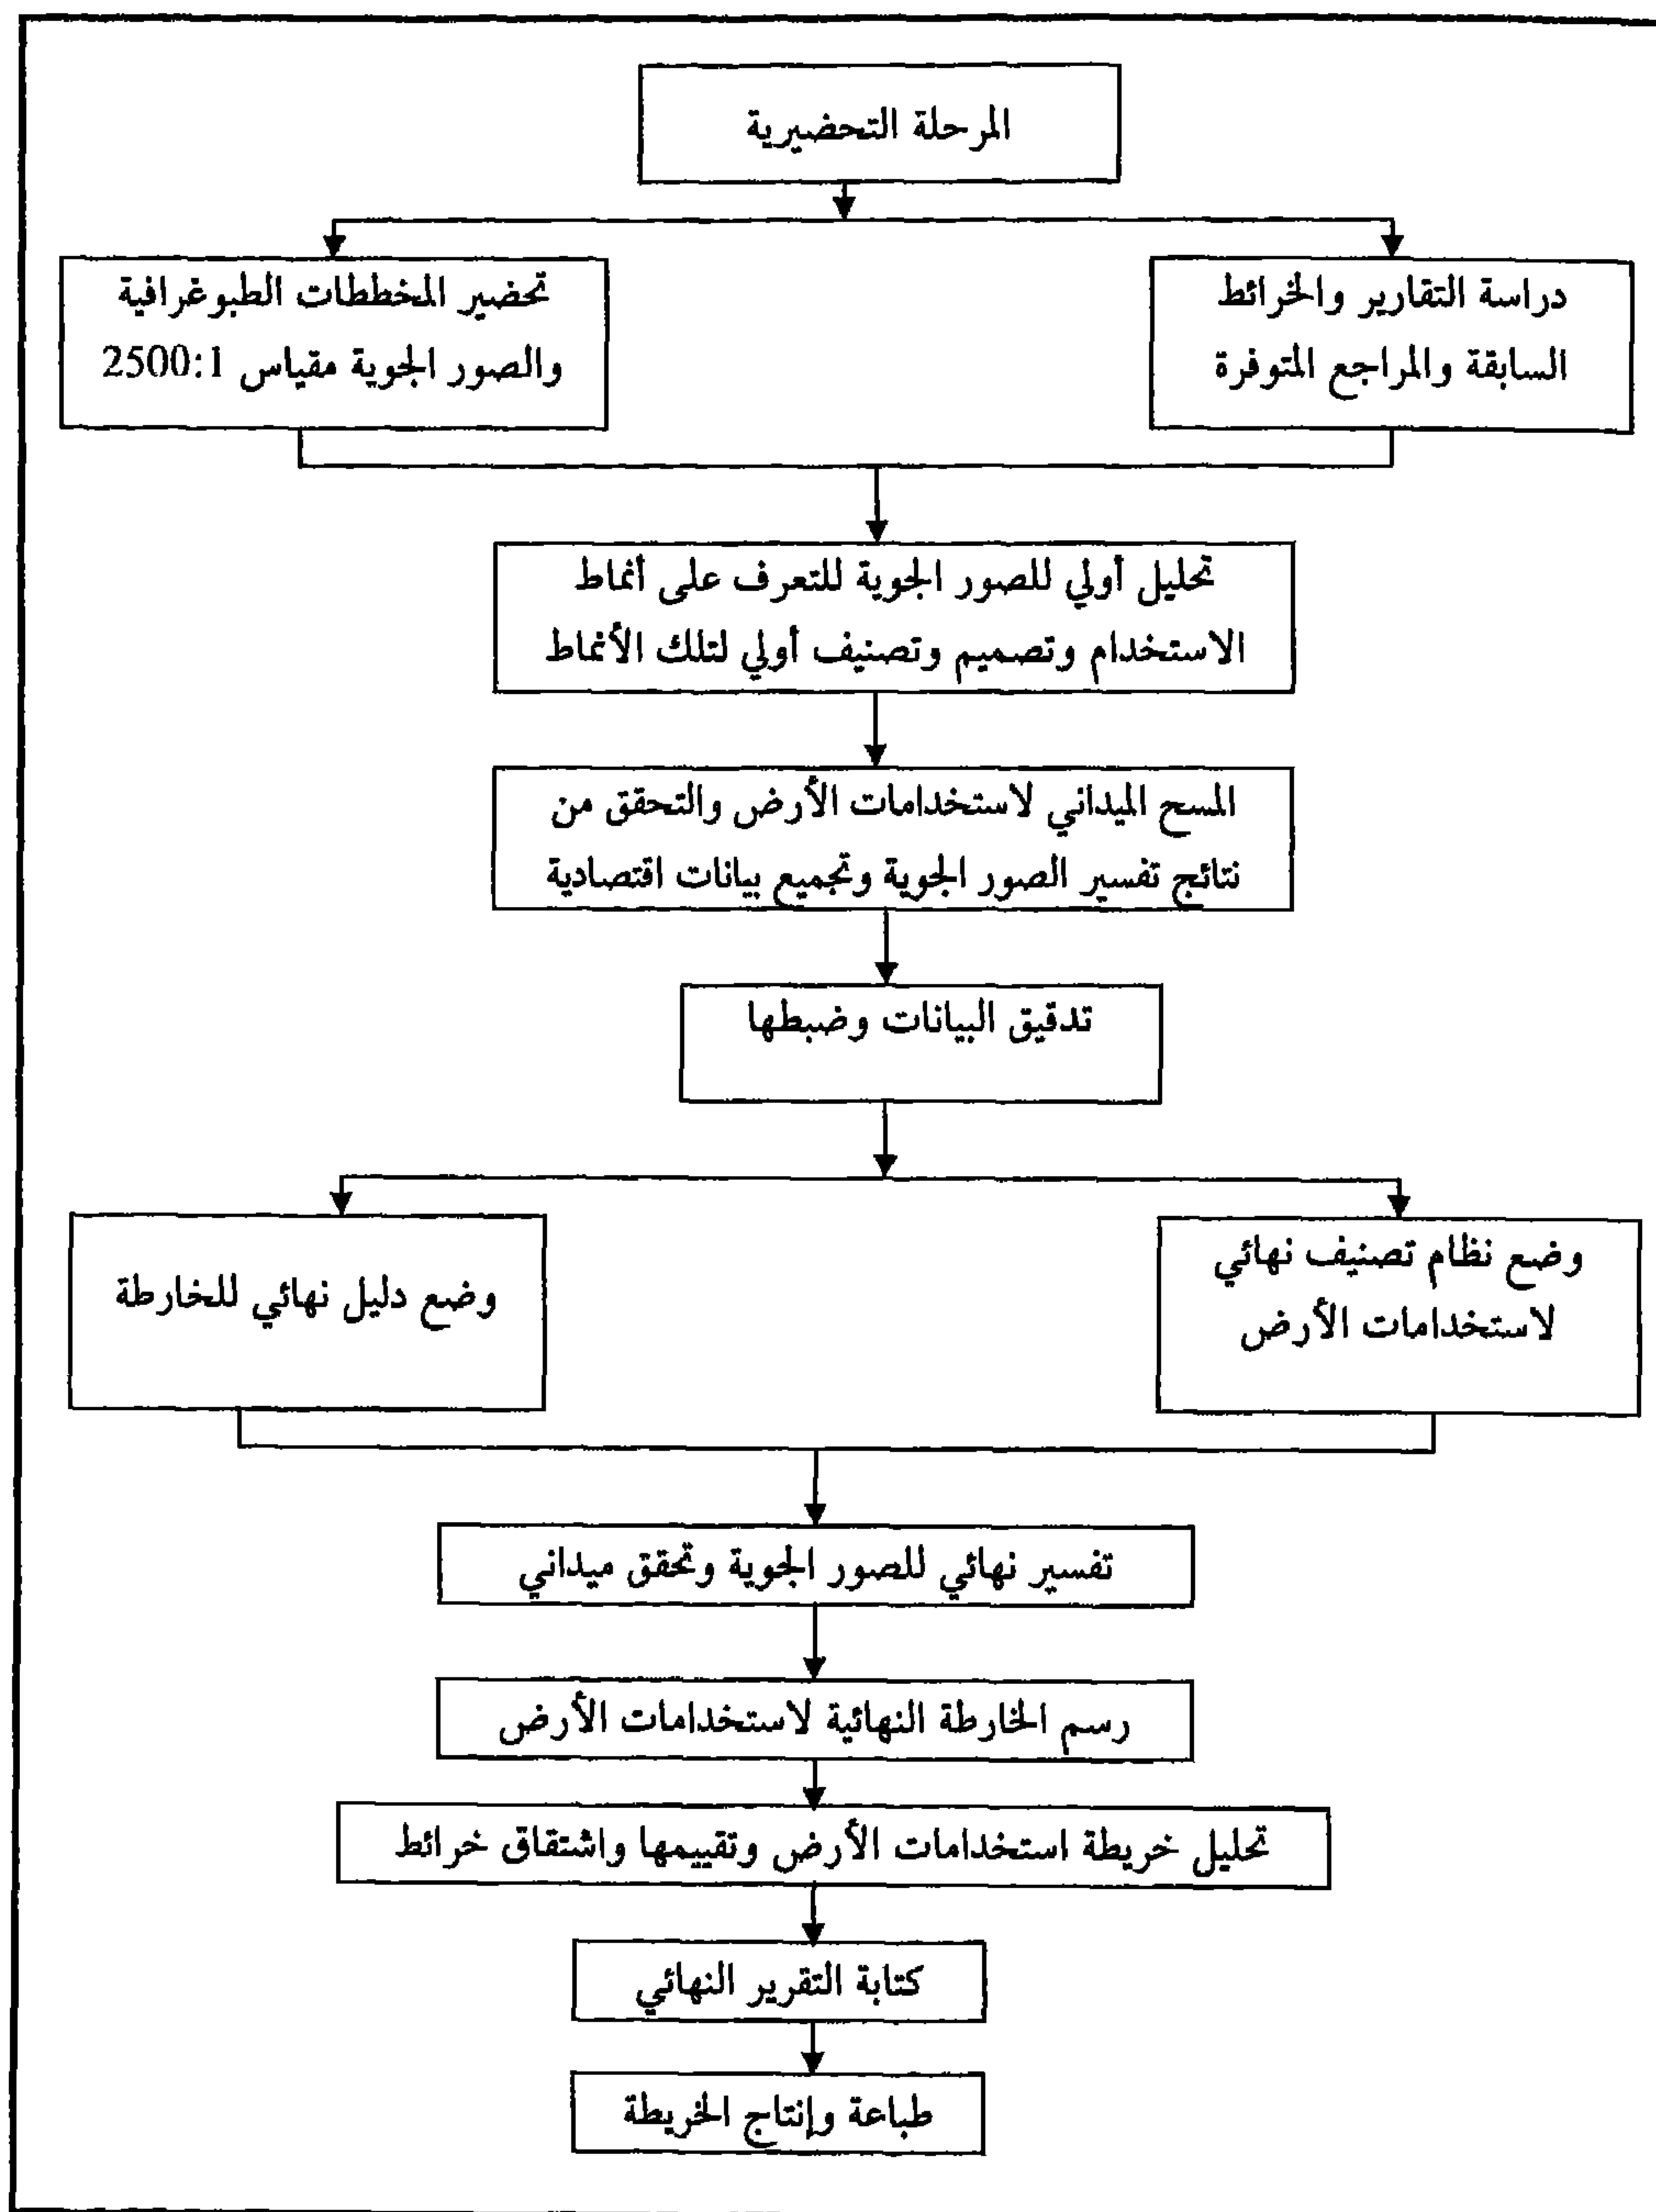 المرحلة التحضيرية
دراسة التقارير والخرائط
السابقة والمراجع المتوفرة
تحضير المخططات الطبوغرافية
والصور الجوية مقياس 2500:1
تحليل أولي للصور الجوية للتعرف على أنماط
الاستخدام وتصميم وتصنيف أولي لتلك الأنماط
المسح الميداني لاستخدامات الأرض والتحقق من
نتائج تفسير الصور الجوية وتجميع بيانات اقتصادية
تدقيق البيانات وضبطها
وضع نظام تصنيف نهائي
لاستخدامات الأرض
وضع دليل نهائي للخارطة
تفسير نهائي للصور الجوية وتحقق ميداني
رسم الخارطة النهائية لاستخدامات الأرض
تحليل خريطة استخدامات الأرض وتقييمها واشتقاق خرائط
كتابة التقرير النهائي
طباعة وإنتاج الخريطة